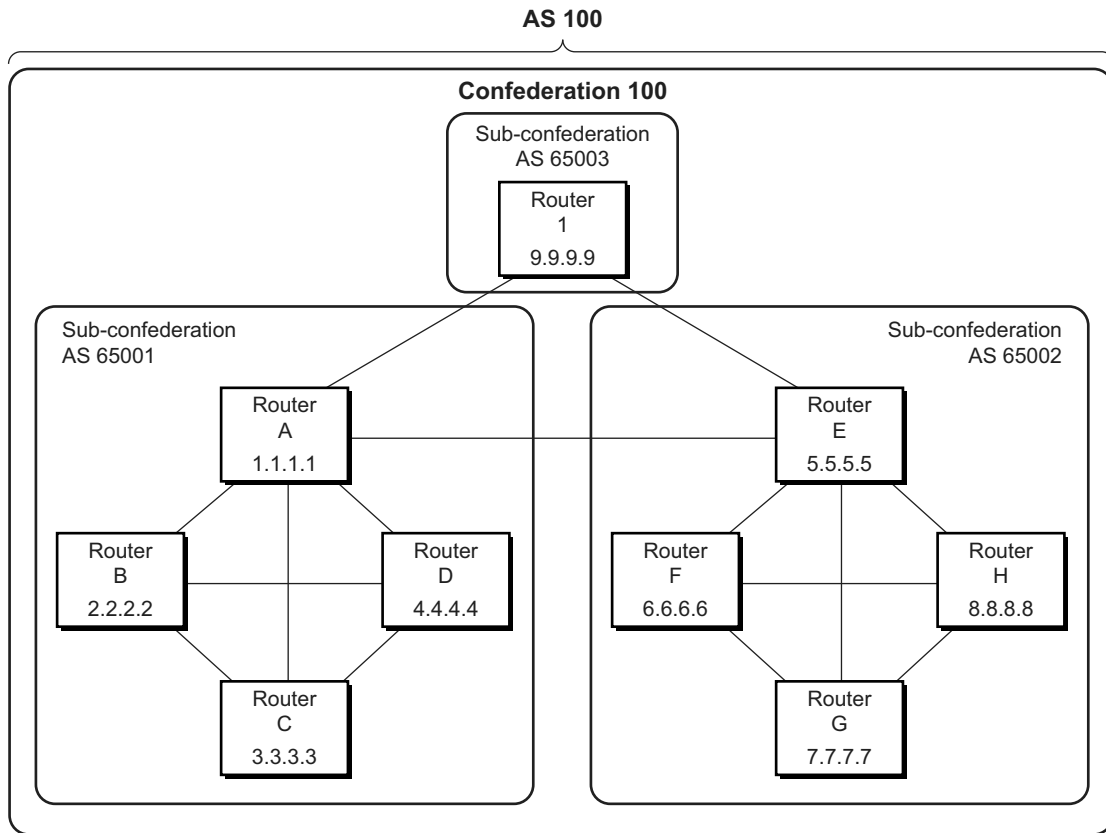 AS 100
Confederation 100
Sub-confederation
AS 65003
Router
1
9.9.9.9
Sub-confederation
AS 65001
Router
A
1.1.1.1
Router
B
2.2.2.2
Router
D
4.4.4.4
Router
C
3.3.3.3
Sub-confederation
AS 65002
Router
E
5.5.5.5
Router
F
6.6.6.6
Router
H
8.8.8.8
Router
G
7.7.7.7